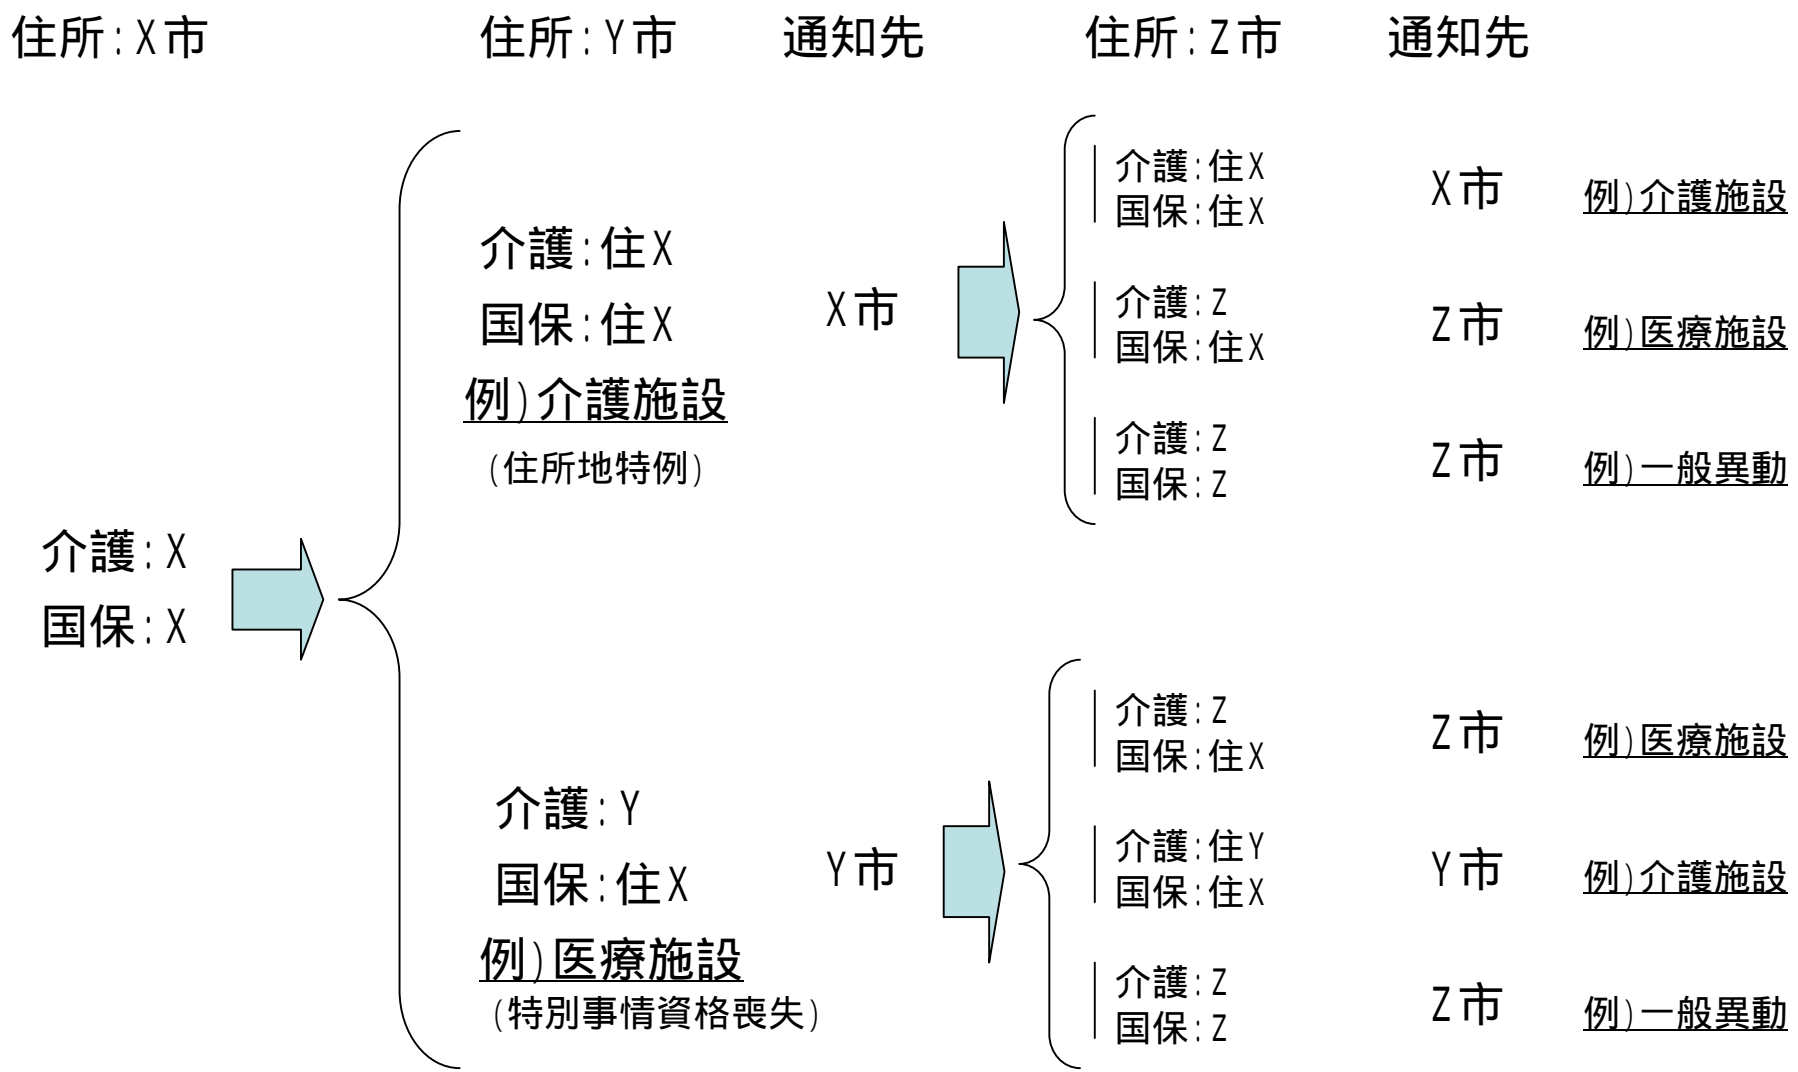 住所:X市
住所:Y市
通知先
住所:Z市
通知先
介護:X
国保:X
介護:住X
国保:住X
例)介護施設
(住所地特例)
X市
介護:住X
国保:住X
X市
例)介護施設
介護:Z
国保:住X
Z市
例)医療施設
介護:Z
国保:Z
Z市
例)一般異動
介護:Y
国保:住X
例)医療施設
(特別事情資格喪失)
Y市
介護:Z
国保:住X
Z市
例)医療施設
介護:住Y
国保:住X
Y市
例)介護施設
介護:Z
国保:Z
Z市
例)一般異動